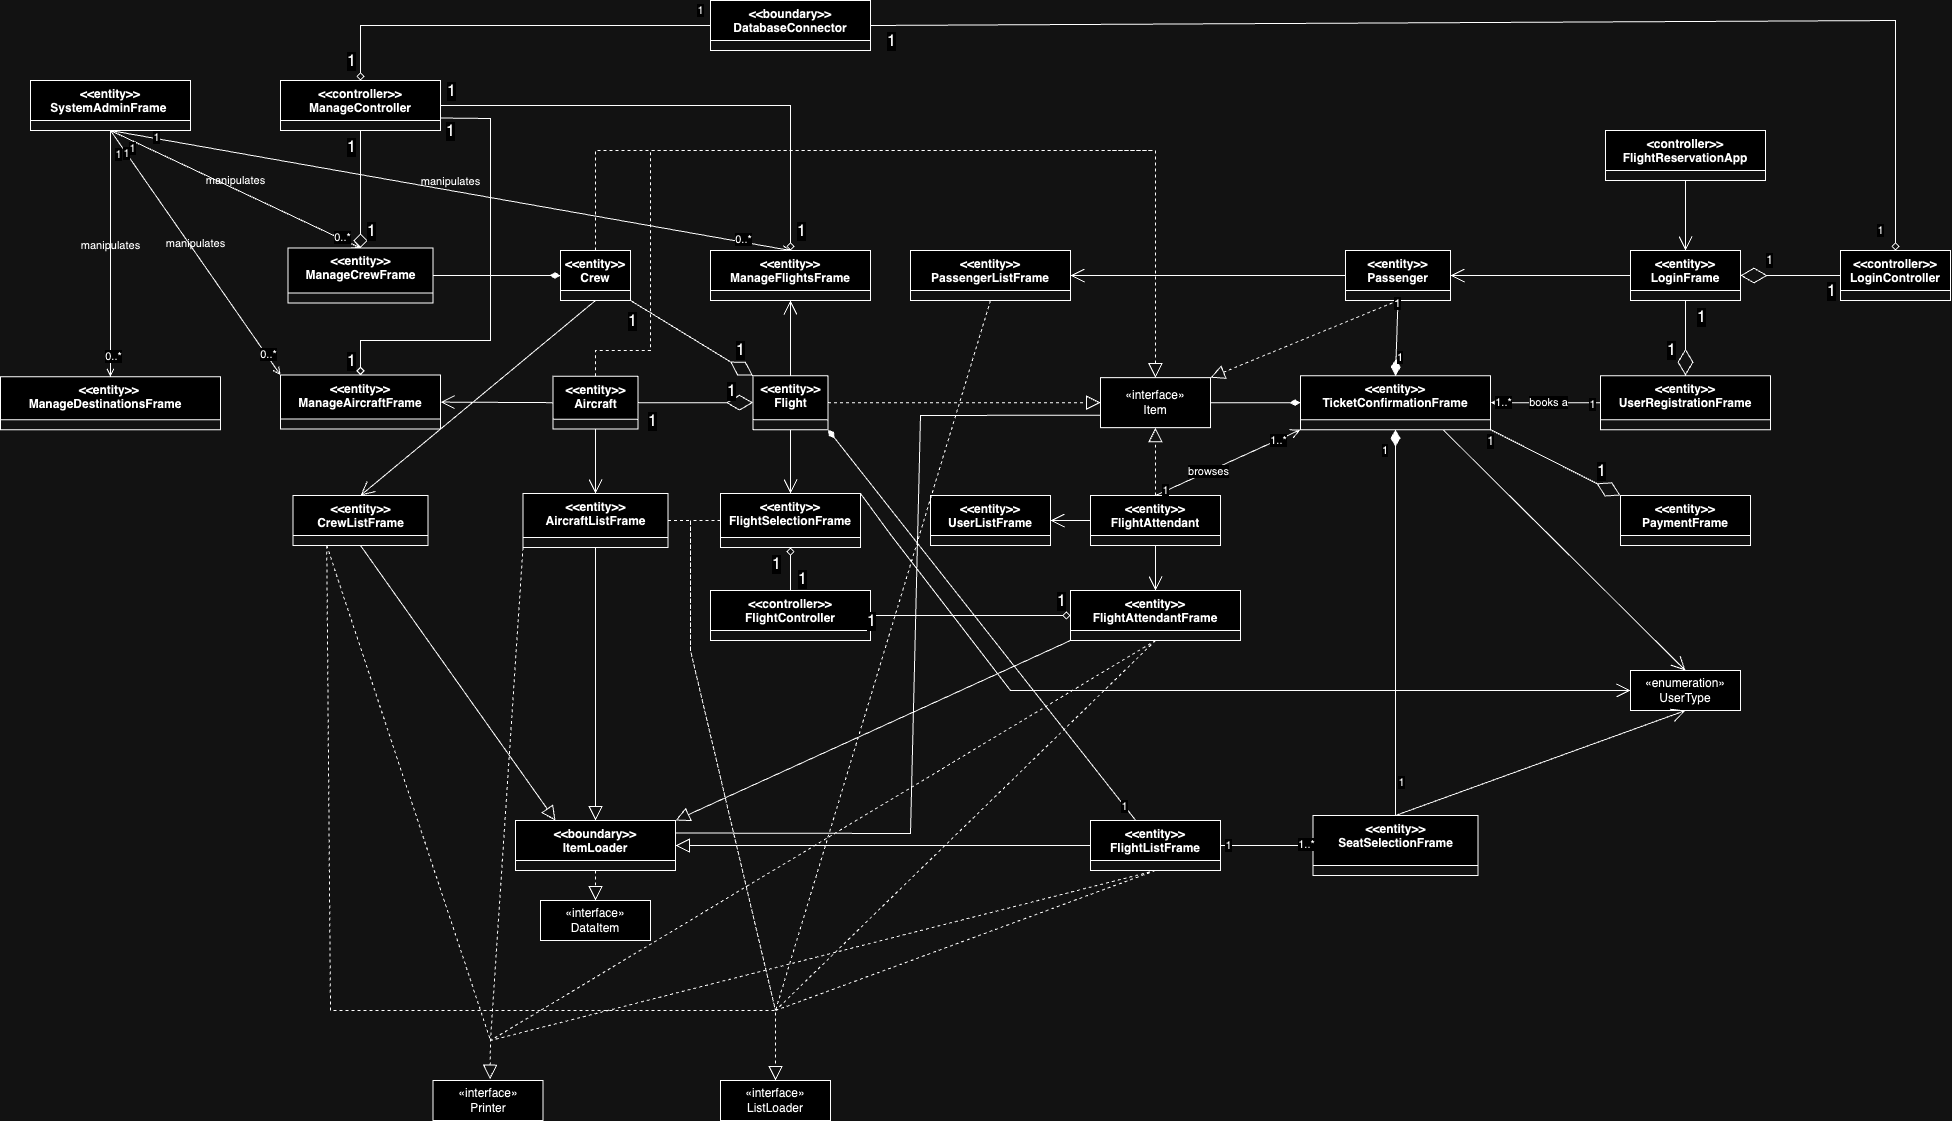 <<boundary>>
DatabaseConnector
1
1
1
<<entity>>
SystemAdminFrame
<<controller>>
ManageController
1
1
1
1
1
1
1
manipulates
manipulates
manipulates
manipulates
<<controller>>
FlightReservationApp
0..*
1
0..*
1
1
1
<<entity>>
ManageCrewFrame
<<entity>>
Crew
<<entity>>
ManageFlightsFrame
<<entity>>
PassengerListFrame
<<entity>>
Passenger
<<entity>>
LoginFrame
<<controller>>
LoginController
1
1
1
1
0..*
0..*
1
1
1
1
<<entity>>
ManageDestinationsFrame
<<entity>>
ManageAircraftFrame
<<entity>>
Aircraft
1
1
<<entity>>
Flight
«interface»
Item
<<entity>>
TicketConfirmationFrame
1..*
books a
1
<<entity>>
UserRegistrationFrame
1..*
1
1
browses
1
1
<<entity>>
CrewListFrame
<<entity>>
AircraftListFrame
<<entity>>
FlightSelectionFrame
<<entity>>
UserListFrame
<<entity>>
FlightAttendant
<<entity>>
PaymentFrame
1
1
<<controller>>
FlightController
1
1
<<entity>>
FlightAttendantFrame
«enumeration»
UserType
1
1
<<boundary>>
ItemLoader
<<entity>>
FlightListFrame
1
1..*
<<entity>>
SeatSelectionFrame
«interface»
DataItem
«interface»
Printer
«interface»
ListLoader